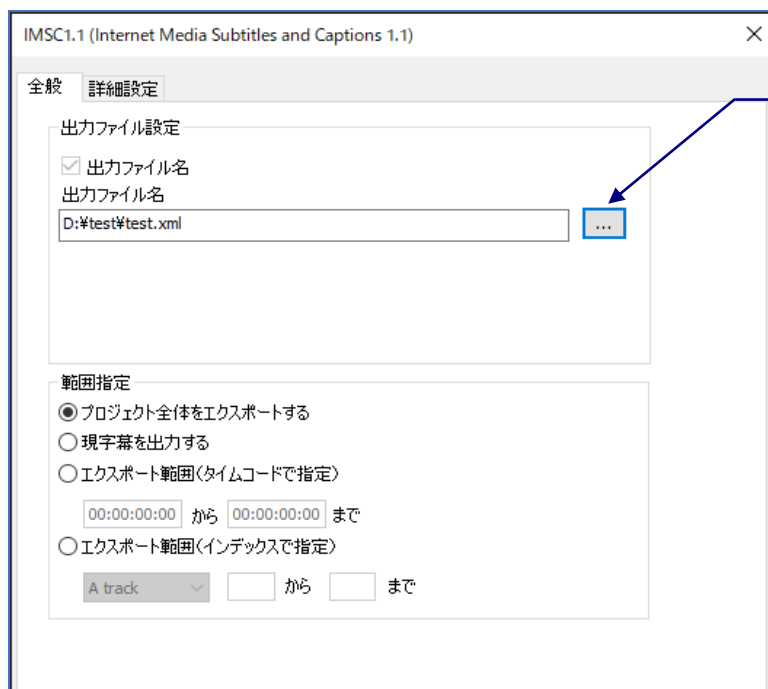 IMSC1.1 (Internet Media Subtitles and Captions 1.1)
全般 詳細設定
出力ファイル設定
出力ファイル名
出力ファイル名
D:¥test¥test.xml ...
範囲指定
プロジェクト全体をエクスポートする
現字幕を出力する
エクスポート範囲(タイムコードで指定)
00:00:00:00 から 00:00:00:00 まで
エクスポート範囲(インデックスで指定)
A track から まで